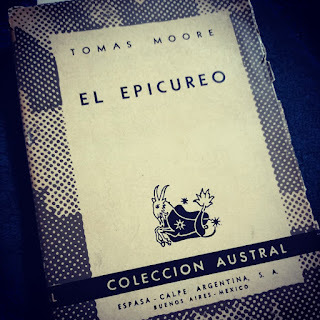 TOMAS MOORE
EL EPICUREO
L COLECCION AUSTRAL
ESPASA-CALPE ARGENTINA, S. A.
BUENOS AIRES-MEXICO